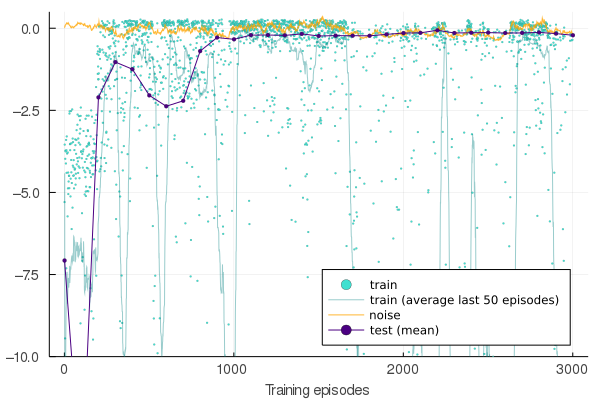 0.0
−2.5
−5.0
−7.5
−10.0
0
1000
2000
3000
Training episodes
train
train (average last 50 episodes)
noise
test (mean)